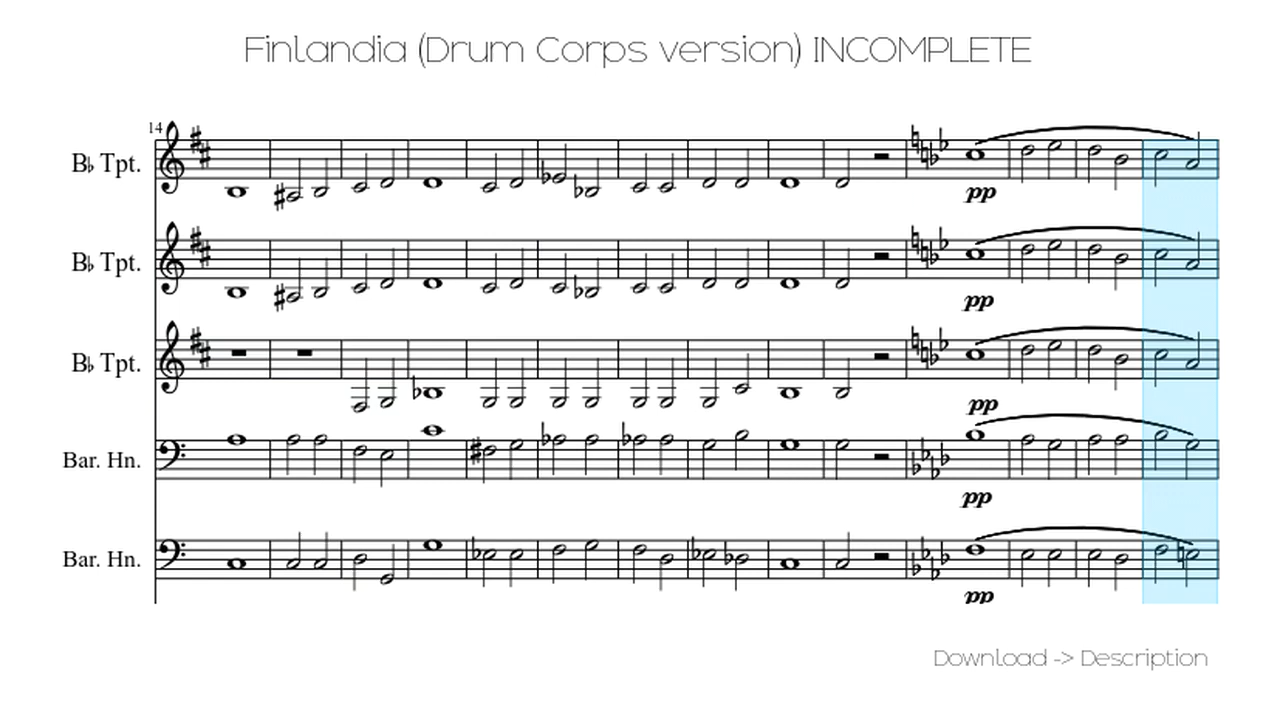 Finlandia (Drum Corps version) INCOMPLETE
14
B♭ Tpt.
pp
B♭ Tpt.
pp
B♭ Tpt.
pp
Bar. Hn.
pp
Bar. Hn.
pp
Download -> Description